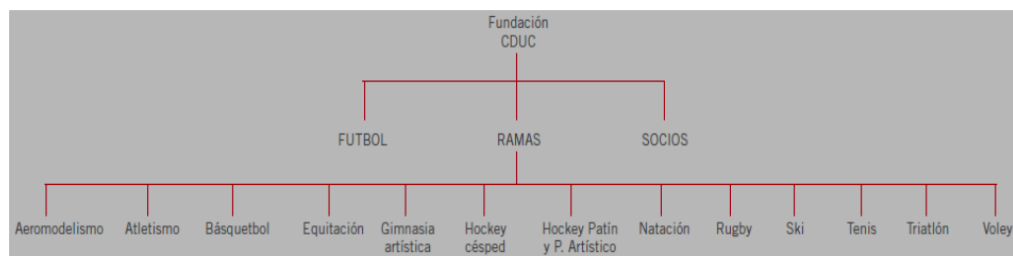 Fundación
CDUC
FUTBOL RAMAS SOCIOS
Aeromodelismo Atletismo Básquetbol Equitación Gimnasia artística Hockey césped Hockey Patín y P. Artístico Natación Rugby Ski Tenis Triatlón Voley